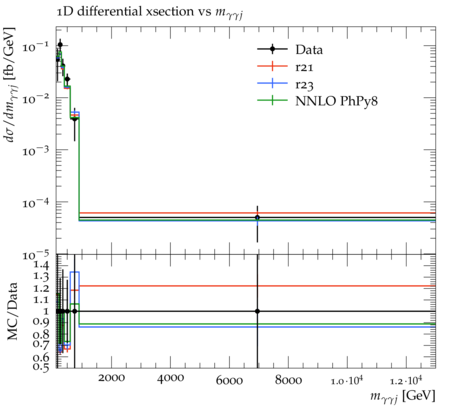 1D differential xsection vs mγγj
dσ/dmγγj [fb/GeV]
10⁻¹
10⁻²
10⁻³
10⁻⁴
10⁻⁵
Data
r21
r23
NNLO PhPy8
MC/Data
1.4
1.3
1.2
1.1
1
0.9
0.8
0.7
0.6
0.5
2000 4000 6000 8000 1.0·10⁴ 1.2·10⁴
mγγj [GeV]